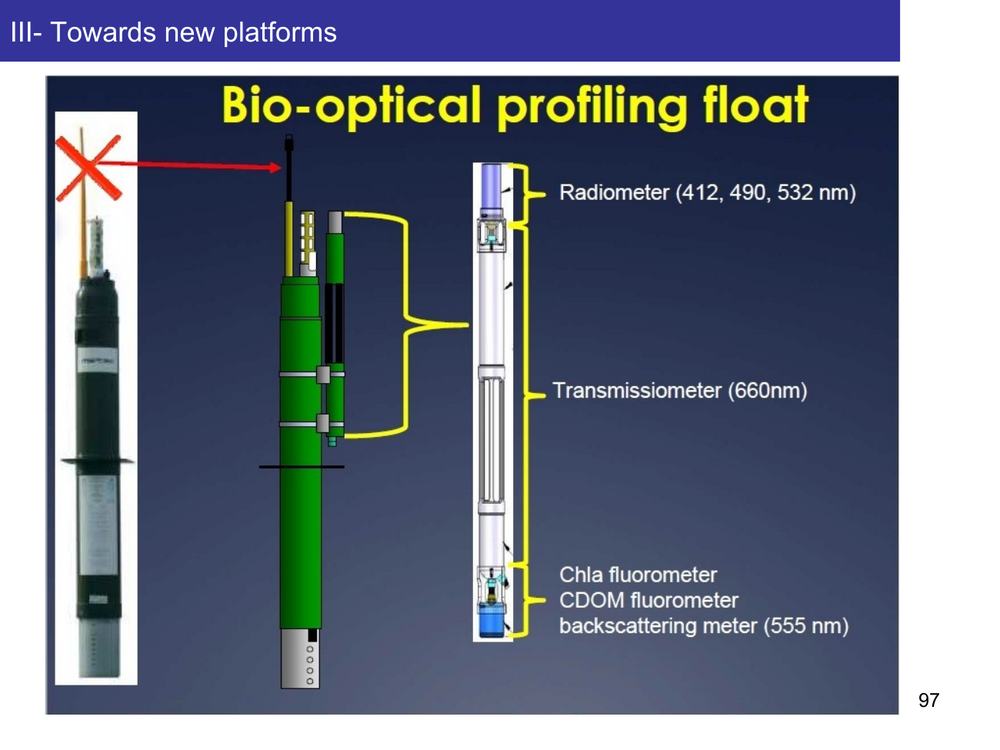 III- Towards new platforms
Bio-optical profiling float
Radiometer (412, 490, 532 nm)
Transmissiometer (660nm)
Chla fluorometer
CDOM fluorometer
backscattering meter (555 nm)
97